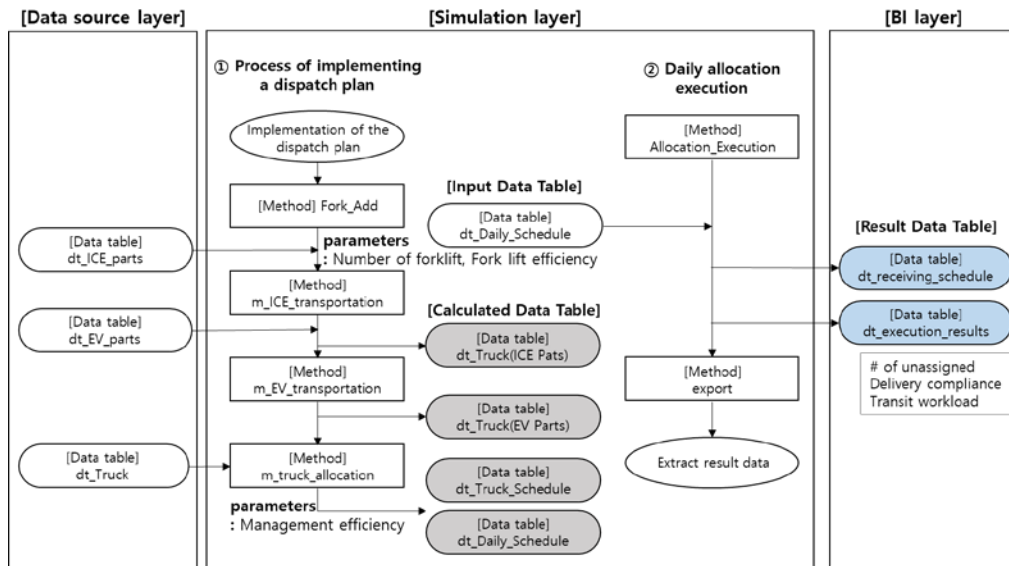 [Data source layer]
[Simulation layer]
[BI layer]
① Process of implementing
a dispatch plan
② Daily allocation
execution
Implementation of the
dispatch plan
[Method]
Allocation_Execution
[Method] Fork_Add
[Input Data Table]
[Data table]
dt_Daily_Schedule
[Result Data Table]
[Data table]
dt_ICE_parts
parameters
: Number of forklift, Fork lift efficiency
[Data table]
dt_receiving_schedule
[Method]
m_ICE_transportation
[Data table]
dt_EV_parts
[Calculated Data Table]
[Data table]
dt_Truck(ICE Pats)
[Data table]
dt_execution_results
[Method]
m_EV_transportation
[Method]
export
# of unassigned
Delivery compliance
Transit workload
[Data table]
dt_Truck(EV Parts)
[Data table]
dt_Truck
[Method]
m_truck_allocation
[Data table]
dt_Truck_Schedule
Extract result data
parameters
: Management efficiency
[Data table]
dt_Daily_Schedule